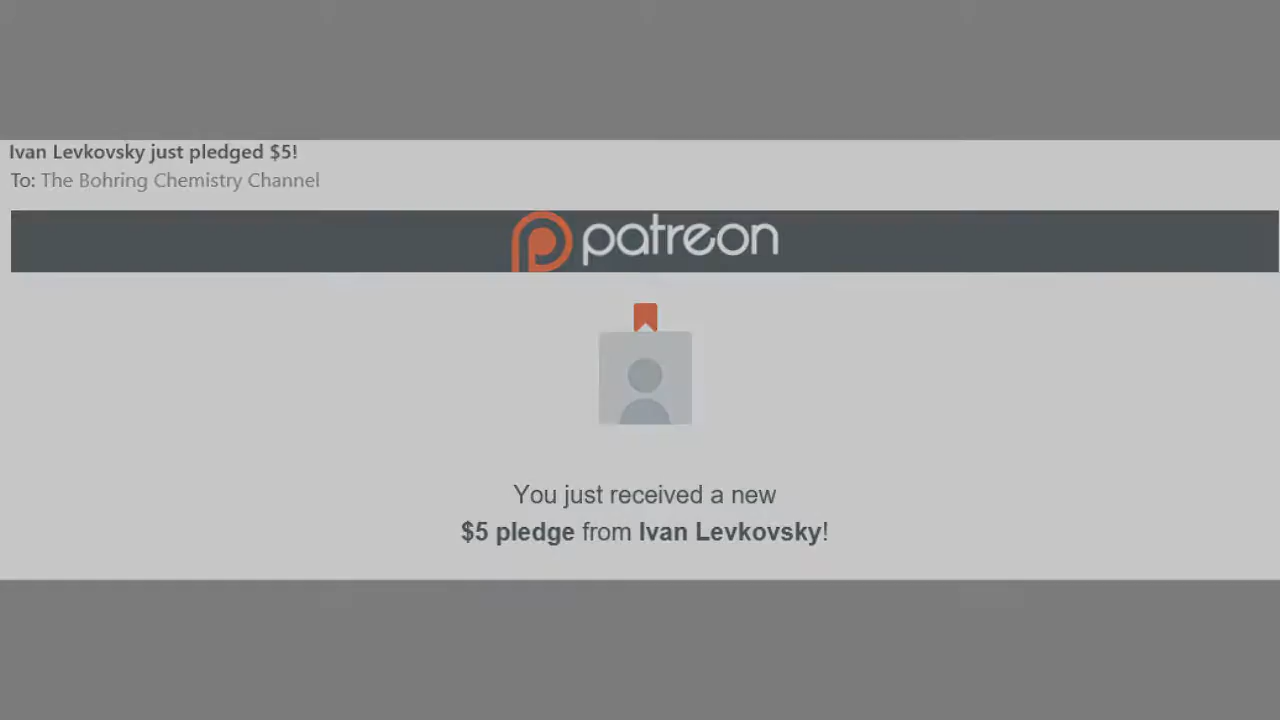 Ivan Levkovsky just pledged $5!
To: The Bohring Chemistry Channel
patreon
You just received a new
$5 pledge from Ivan Levkovsky!